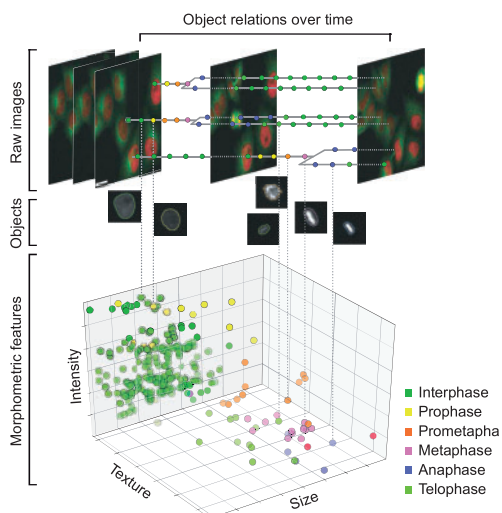 Object relations over time
Raw images
Objects
Morphometric features
Intensity
Texture
Size
Interphase
Prophase
Prometapha
Metaphase
Anaphase
Telophase